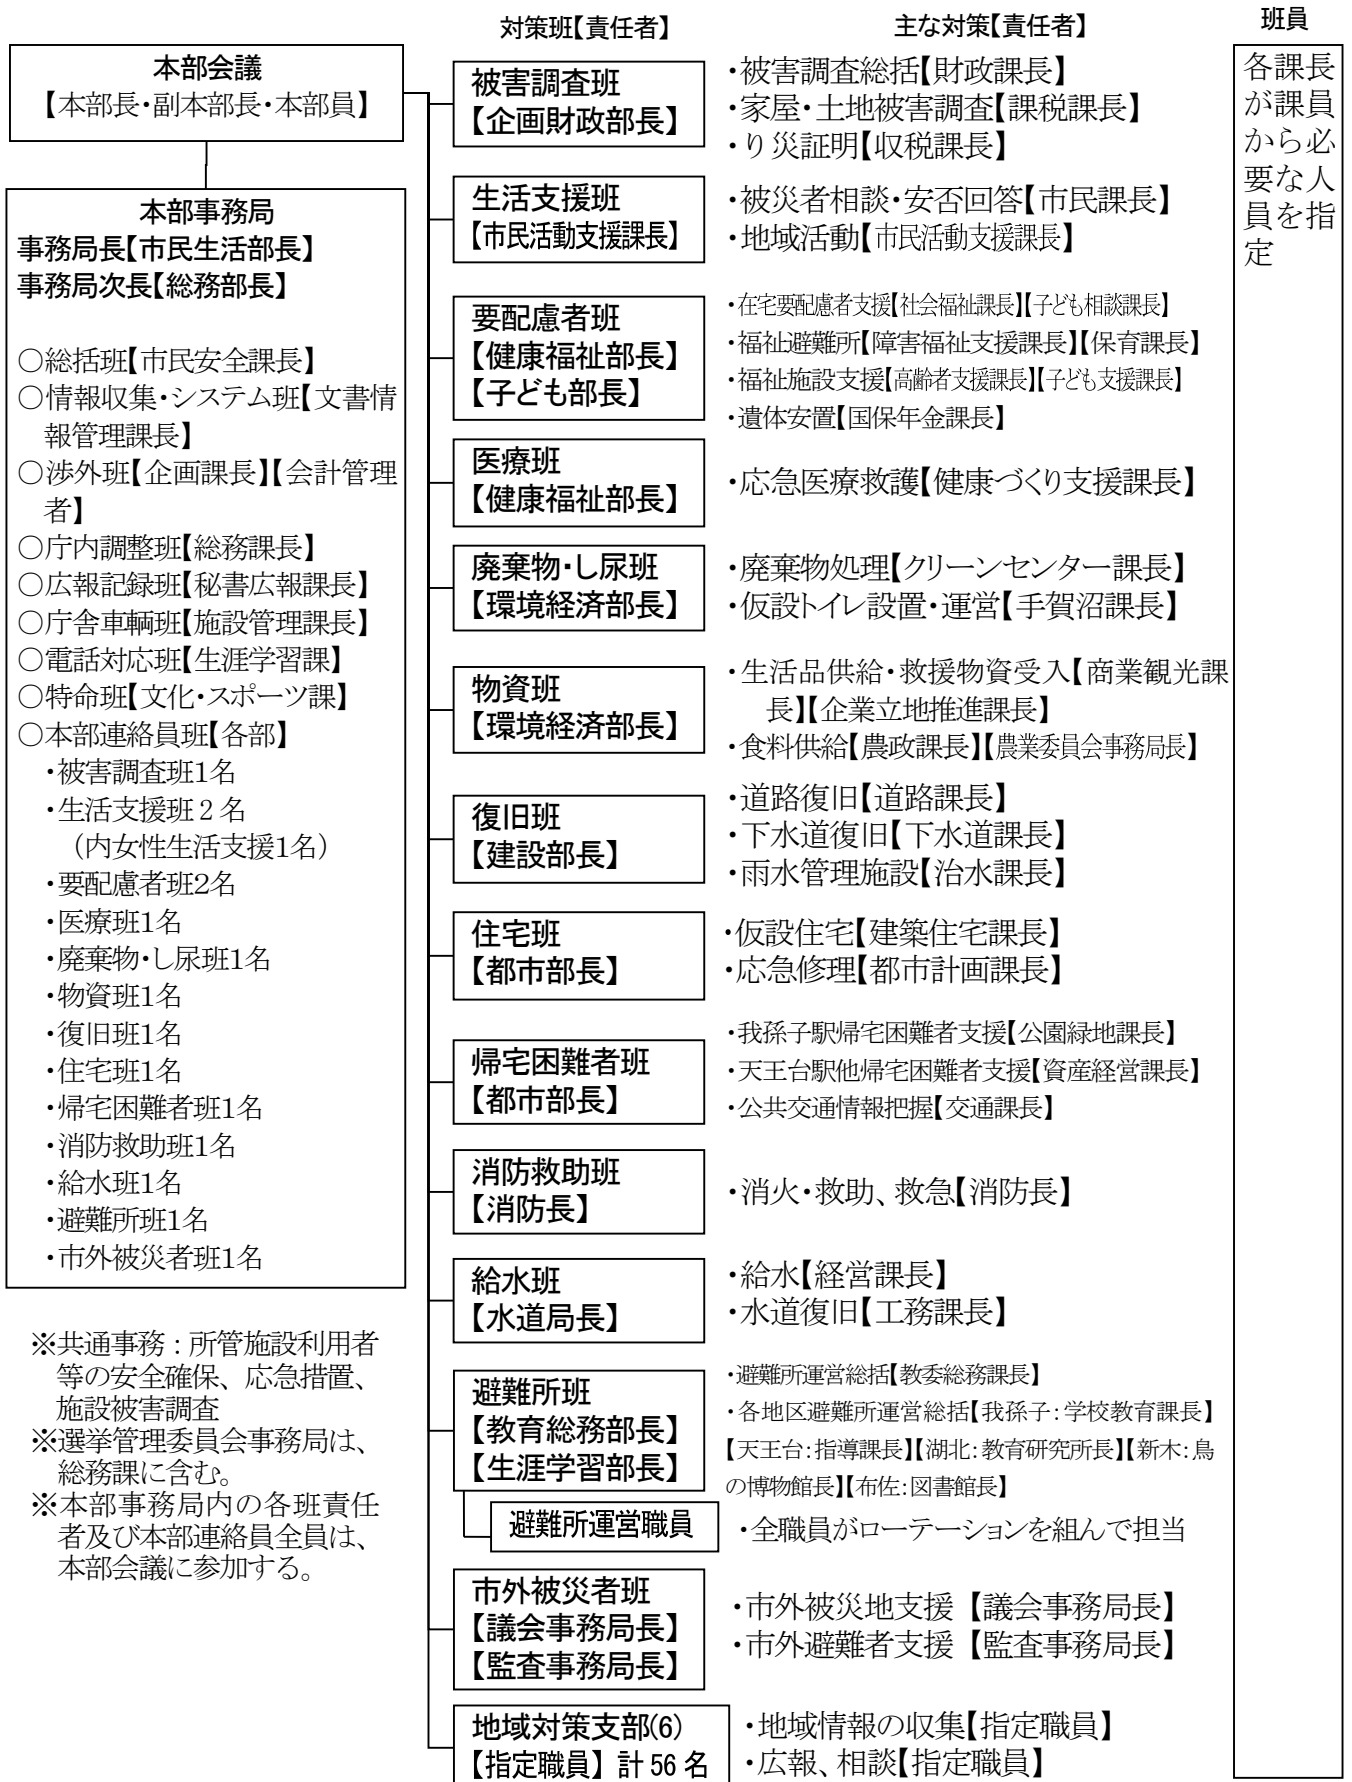 対策班【責任者】
主な対策【責任者】
班員
本部会議
【本部長・副本部長・本部員】
本部事務局
事務局長【市民生活部長】
事務局次長【総務部長】
○総括班【市民安全課長】
○情報収集・システム班【文書情
報管理課長】
○渉外班【企画課長】【会計管理
者】
○庁内調整班【総務課長】
○広報記録班【秘書広報課長】
○庁舎車輌班【施設管理課長】
○電話対応班【生涯学習課】
○特命班【文化・スポーツ課】
○本部連絡員班【各部】
・被害調査班1名
・生活支援班２名
（内女性生活支援1名）
・要配慮者班2名
・医療班1名
・廃棄物・し尿班1名
・物資班1名
・復旧班1名
・住宅班1名
・帰宅困難者班1名
・消防救助班1名
・給水班1名
・避難所班1名
・市外被災者班1名
※共通事務：所管施設利用者
等の安全確保、応急措置、
施設被害調査
※選挙管理委員会事務局は、
総務課に含む。
※本部事務局内の各班責任
者及び本部連絡員全員は、
本部会議に参加する。
被害調査班
【企画財政部長】
・被害調査総括【財政課長】
・家屋・土地被害調査【課税課長】
・り災証明【収税課長】
生活支援班
【市民活動支援課長】
・被災者相談・安否回答【市民課長】
・地域活動【市民活動支援課長】
要配慮者班
【健康福祉部長】
【子ども部長】
・在宅要配慮者支援【社会福祉課長】【子ども相談課長】
・福祉避難所【障害福祉支援課長】【保育課長】
・福祉施設支援【高齢者支援課長】【子ども支援課長】
・遺体安置【国保年金課長】
医療班
【健康福祉部長】
・応急医療救護【健康づくり支援課長】
廃棄物・し尿班
【環境経済部長】
・廃棄物処理【クリーンセンター課長】
・仮設トイレ設置・運営【手賀沼課長】
物資班
【環境経済部長】
・生活品供給・救援物資受入【商業観光課
長】【企業立地推進課長】
・食料供給【農政課長】【農業委員会事務局長】
復旧班
【建設部長】
・道路復旧【道路課長】
・下水道復旧【下水道課長】
・雨水管理施設【治水課長】
住宅班
【都市部長】
・仮設住宅【建築住宅課長】
・応急修理【都市計画課長】
帰宅困難者班
【都市部長】
・我孫子駅帰宅困難者支援【公園緑地課長】
・天王台駅他帰宅困難者支援【資産経営課長】
・公共交通情報把握【交通課長】
消防救助班
【消防長】
・消火・救助、救急【消防長】
給水班
【水道局長】
・給水【経営課長】
・水道復旧【工務課長】
避難所班
【教育総務部長】
【生涯学習部長】
・避難所運営総括【教委総務課長】
・各地区避難所運営総括【我孫子：学校教育課長】
【天王台：指導課長】【湖北：教育研究所長】【新木：鳥
の博物館長】【布佐：図書館長】
避難所運営職員
・全職員がローテーションを組んで担当
市外被災者班
【議会事務局長】
【監査事務局長】
・市外被災地支援 【議会事務局長】
・市外避難者支援 【監査事務局長】
地域対策支部(6)
【指定職員】計56名
・地域情報の収集【指定職員】
・広報、相談【指定職員】
各課長
が課員
から必
要な人
員を指
定